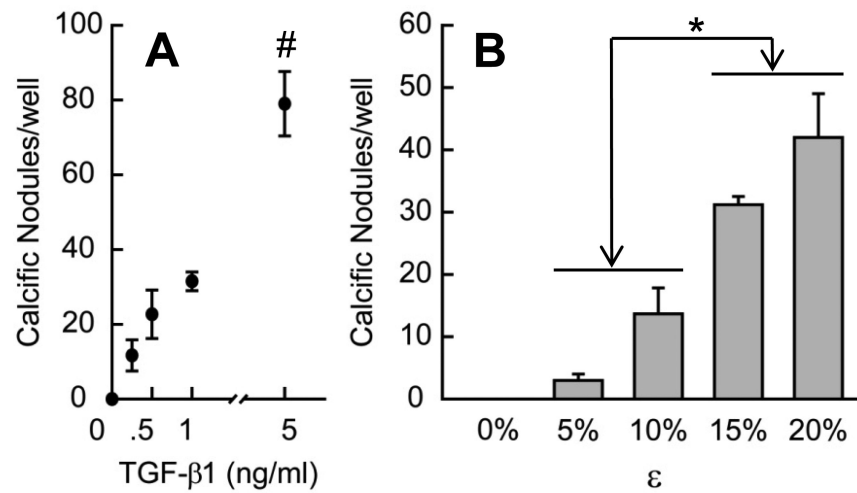 A
#
Calcific Nodules/well
100
80
60
40
20
0
0 .5 1 5
TGF-β1 (ng/ml)
B
*
Calcific Nodules/well
60
50
40
30
20
10
0
0% 5% 10% 15% 20%
ε